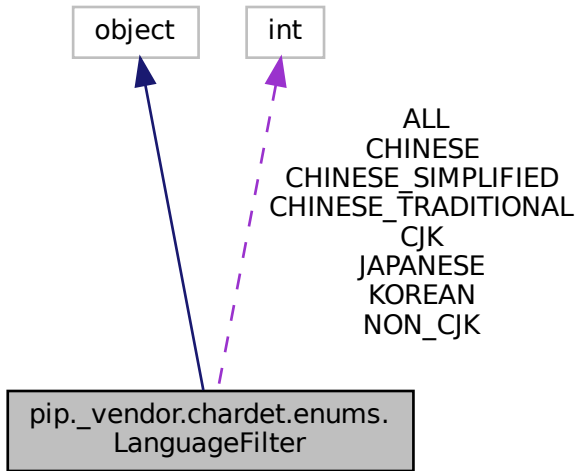 object
int
ALL
CHINESE
CHINESE_SIMPLIFIED
CHINESE_TRADITIONAL
CJK
JAPANESE
KOREAN
NON_CJK
pip._vendor.chardet.enums.
LanguageFilter